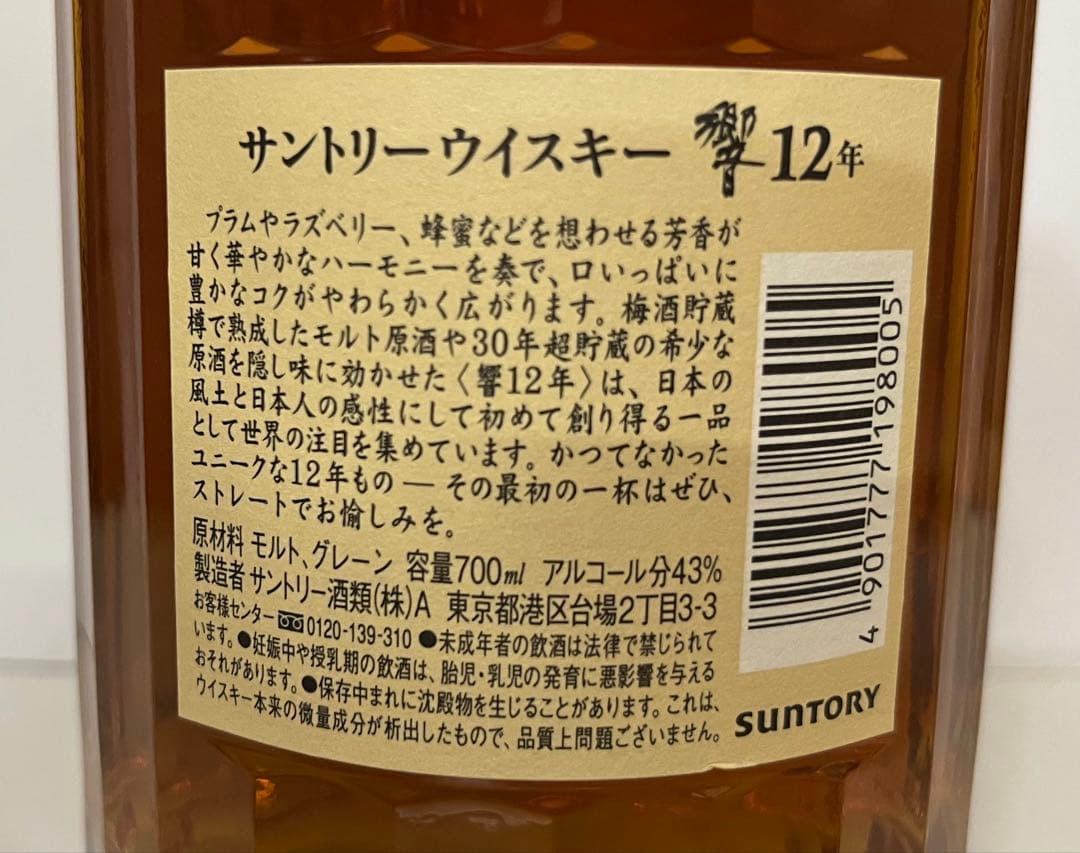 サントリーウイスキー 響 12年
プラムやラズベリー、蜂蜜などを想わせる芳香が
甘く華やかなハーモニーを奏で、口いっぱいに
豊かなコクがやわらかく広がります。梅酒貯蔵
樽で熟成したモルト原酒や30年超貯蔵の希少な
原酒を隠し味に効かせた〈響12年〉は、日本の
風土と日本人の感性にして初めて創り得る一品
として世界の注目を集めています。かつてなかった
ユニークな12年もの ― その最初の一杯はぜひ、
ストレートでお愉しみを。
原材料 モルト、グレーン 容量700ml アルコール分43%
製造者 サントリー酒類(株)A 東京都港区台場2丁目3-3
お客様センター 0120-139-310 ●未成年者の飲酒は法律で禁じられて
います。●妊娠中や授乳期の飲酒は、胎児・乳児の発育に悪影響を与える
おそれがあります。●保存中まれに沈殿物を生じることがあります。これは、
ウイスキー本来の微量成分が析出したもので、品質上問題ございません。
4 901777 198005
SUNTORY